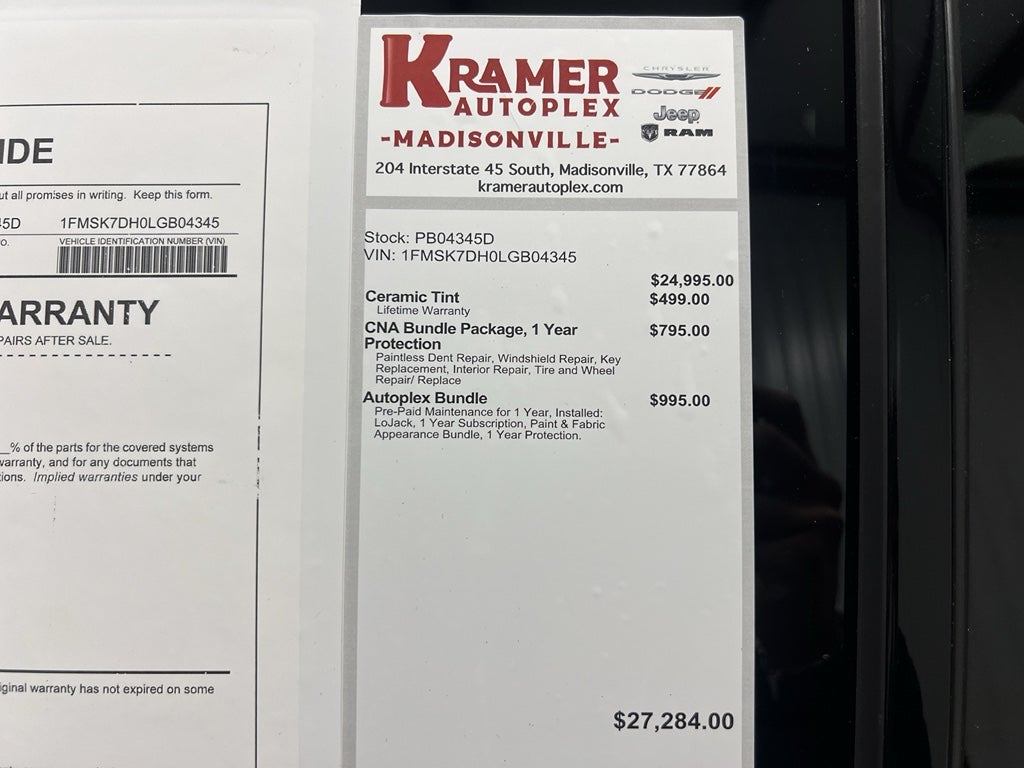 IDE
ut all promises in writing. Keep this form.
45D 1FMSK7DH0LGB04345
O. VEHICLE IDENTIFICATION NUMBER (VIN)
ARRANTY
PAIRS AFTER SALE.
% of the parts for the covered systems
warranty, and for any documents that
ions. Implied warranties under your
iginal warranty has not expired on some
KRAMER
AUTOPLEX
-MADISONVILLE-
CHRYSLER
DODGE
Jeep
RAM
204 Interstate 45 South, Madisonville, TX 77864
kramerautoplex.com
Stock: PB04345D
VIN: 1FMSK7DH0LGB04345
$24,995.00
Ceramic Tint $499.00
Lifetime Warranty
CNA Bundle Package, 1 Year $795.00
Protection
Paintless Dent Repair, Windshield Repair, Key
Replacement, Interior Repair, Tire and Wheel
Repair/ Replace
Autoplex Bundle $995.00
Pre-Paid Maintenance for 1 Year, Installed:
LoJack, 1 Year Subscription, Paint & Fabric
Appearance Bundle, 1 Year Protection.
$27,284.00